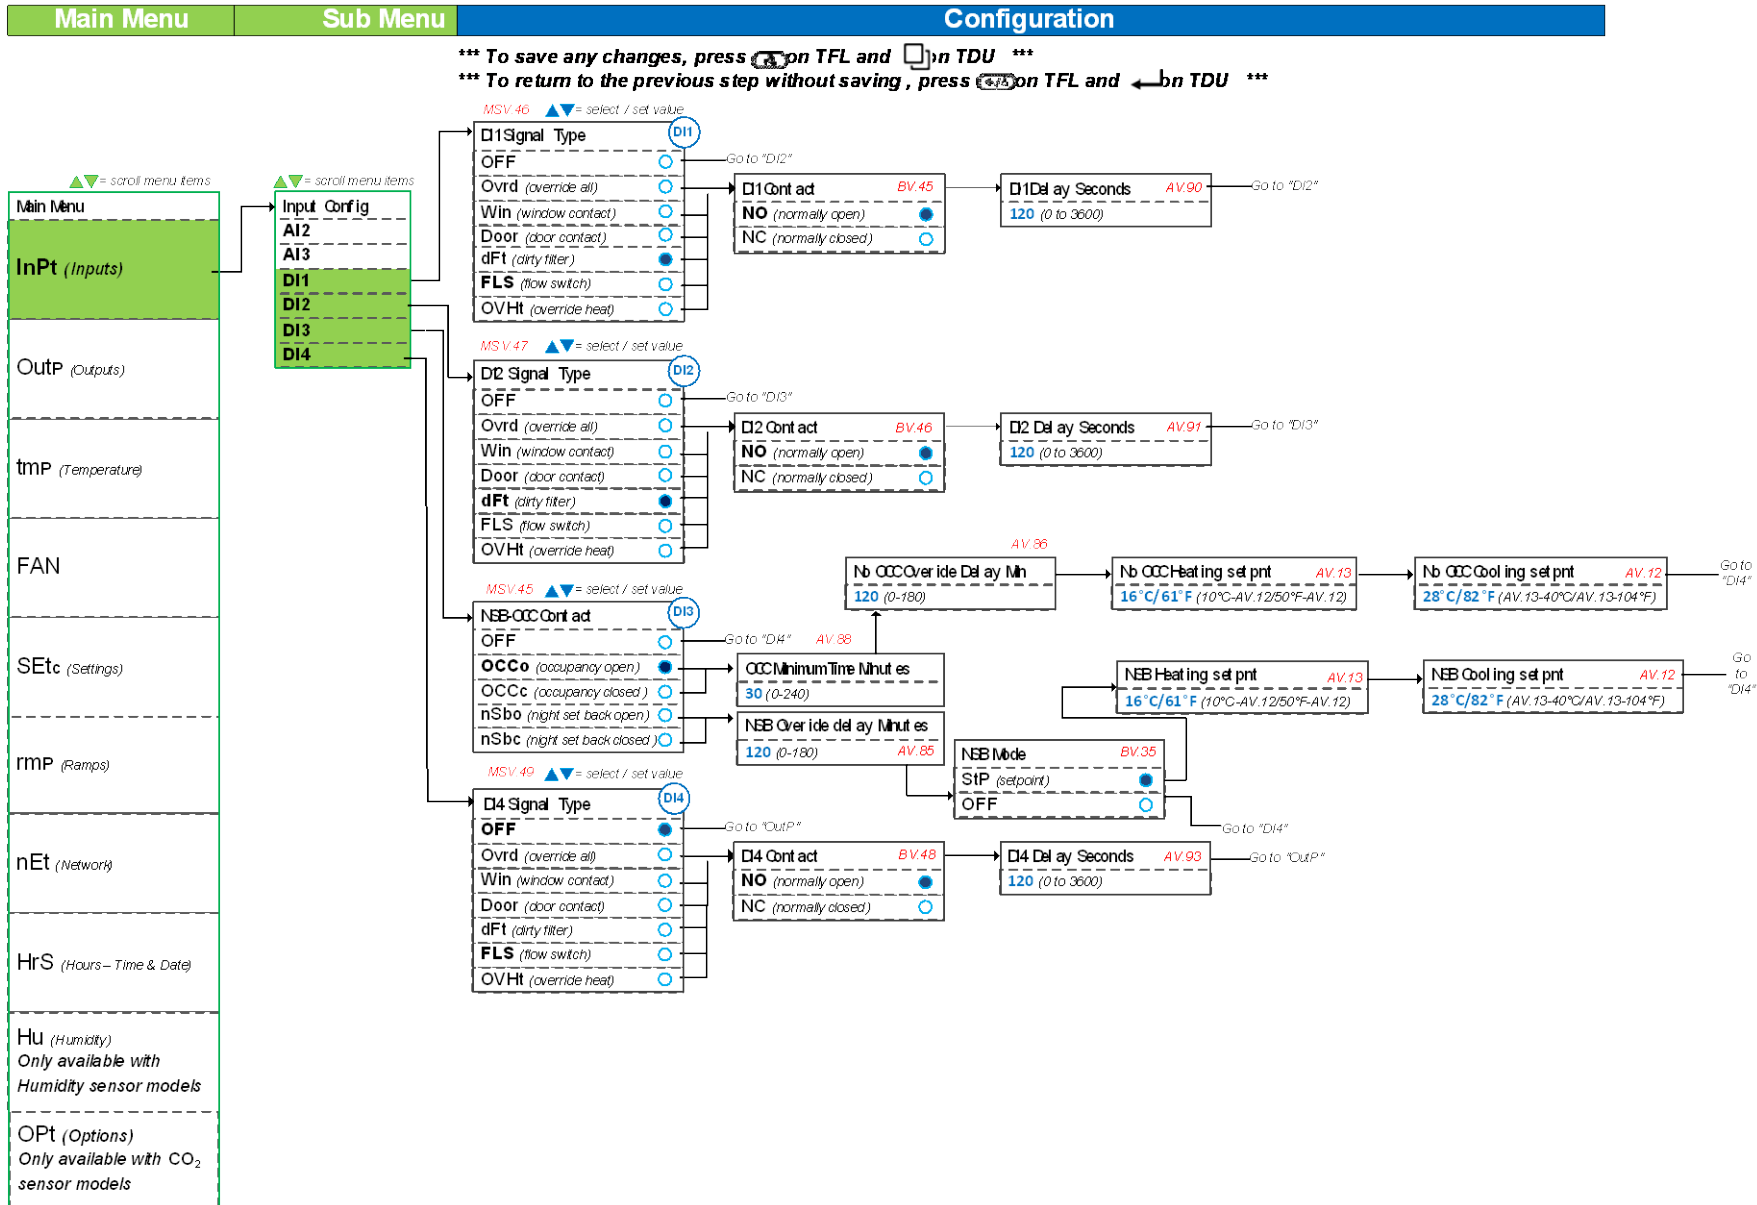 Main Menu
Sub Menu
Configuration
*** To save any changes, press on TFL and on TDU ***
*** To return to the previous step without saving , press on TFL and on TDU ***
▲▼= scroll menu items
Main Menu
InPt (Inputs)
OutP (Outputs)
tmP (Temperature)
FAN
SEtc (Settings)
rmP (Ramps)
nEt (Network)
HrS (Hours – Time & Date)
Hu (Humidity)
Only available with
Humidity sensor models
OPt (Options)
Only available with CO₂
sensor models
▲▼= scroll menu items
Input Config
AI2
AI3
DI1
DI2
DI3
DI4
MSV.46 ▲▼= select / set value
DI1 Signal Type DI1
OFF
Go to "DI2"
Ovrd (override all)
Win (window contact)
Door (door contact)
dFt (dirty filter)
FLS (flow switch)
OVHt (override heat)
DI1 Contact BV.45
NO (normally open)
NC (normally closed)
DI1 Delay Seconds AV.90
120 (0 to 3600)
Go to "DI2"
MSV.47 ▲▼= select / set value
DI2 Signal Type DI2
OFF
Go to "DI3"
Ovrd (override all)
Win (window contact)
Door (door contact)
dFt (dirty filter)
FLS (flow switch)
OVHt (override heat)
DI2 Contact BV.46
NO (normally open)
NC (normally closed)
DI2 Delay Seconds AV.91
120 (0 to 3600)
Go to "DI3"
MSV.45 ▲▼= select / set value
NSB-OCC Contact DI3
OFF
Go to "DI4"
OCCo (occupancy open)
OCCc (occupancy closed )
nSbo (night set back open)
nSbc (night set back closed )
AV.88
OCC Minimum Time Minutes
30 (0-240)
AV.86
No OCC Override Delay Min
120 (0-180)
No OCC Heating setpnt AV.13
16°C/61°F (10°C-AV.12/50°F-AV.12)
No OCC Cooling setpnt AV.12
28°C/82°F (AV.13-40°C/AV.13-104°F)
Go to
"DI4"
NSB Override delay Minutes
120 (0-180) AV.85
NSB Mode BV.35
StP (setpoint)
OFF
Go to "DI4"
NSB Heating setpnt AV.13
16°C/61°F (10°C-AV.12/50°F-AV.12)
NSB Cooling setpnt AV.12
28°C/82°F (AV.13-40°C/AV.13-104°F)
Go
to
"DI4"
MSV.49 ▲▼= select / set value
DI4 Signal Type DI4
OFF
Go to "OutP"
Ovrd (override all)
Win (window contact)
Door (door contact)
dFt (dirty filter)
FLS (flow switch)
OVHt (override heat)
DI4 Contact BV.48
NO (normally open)
NC (normally closed)
DI4 Delay Seconds AV.93
120 (0 to 3600)
Go to "OutP"